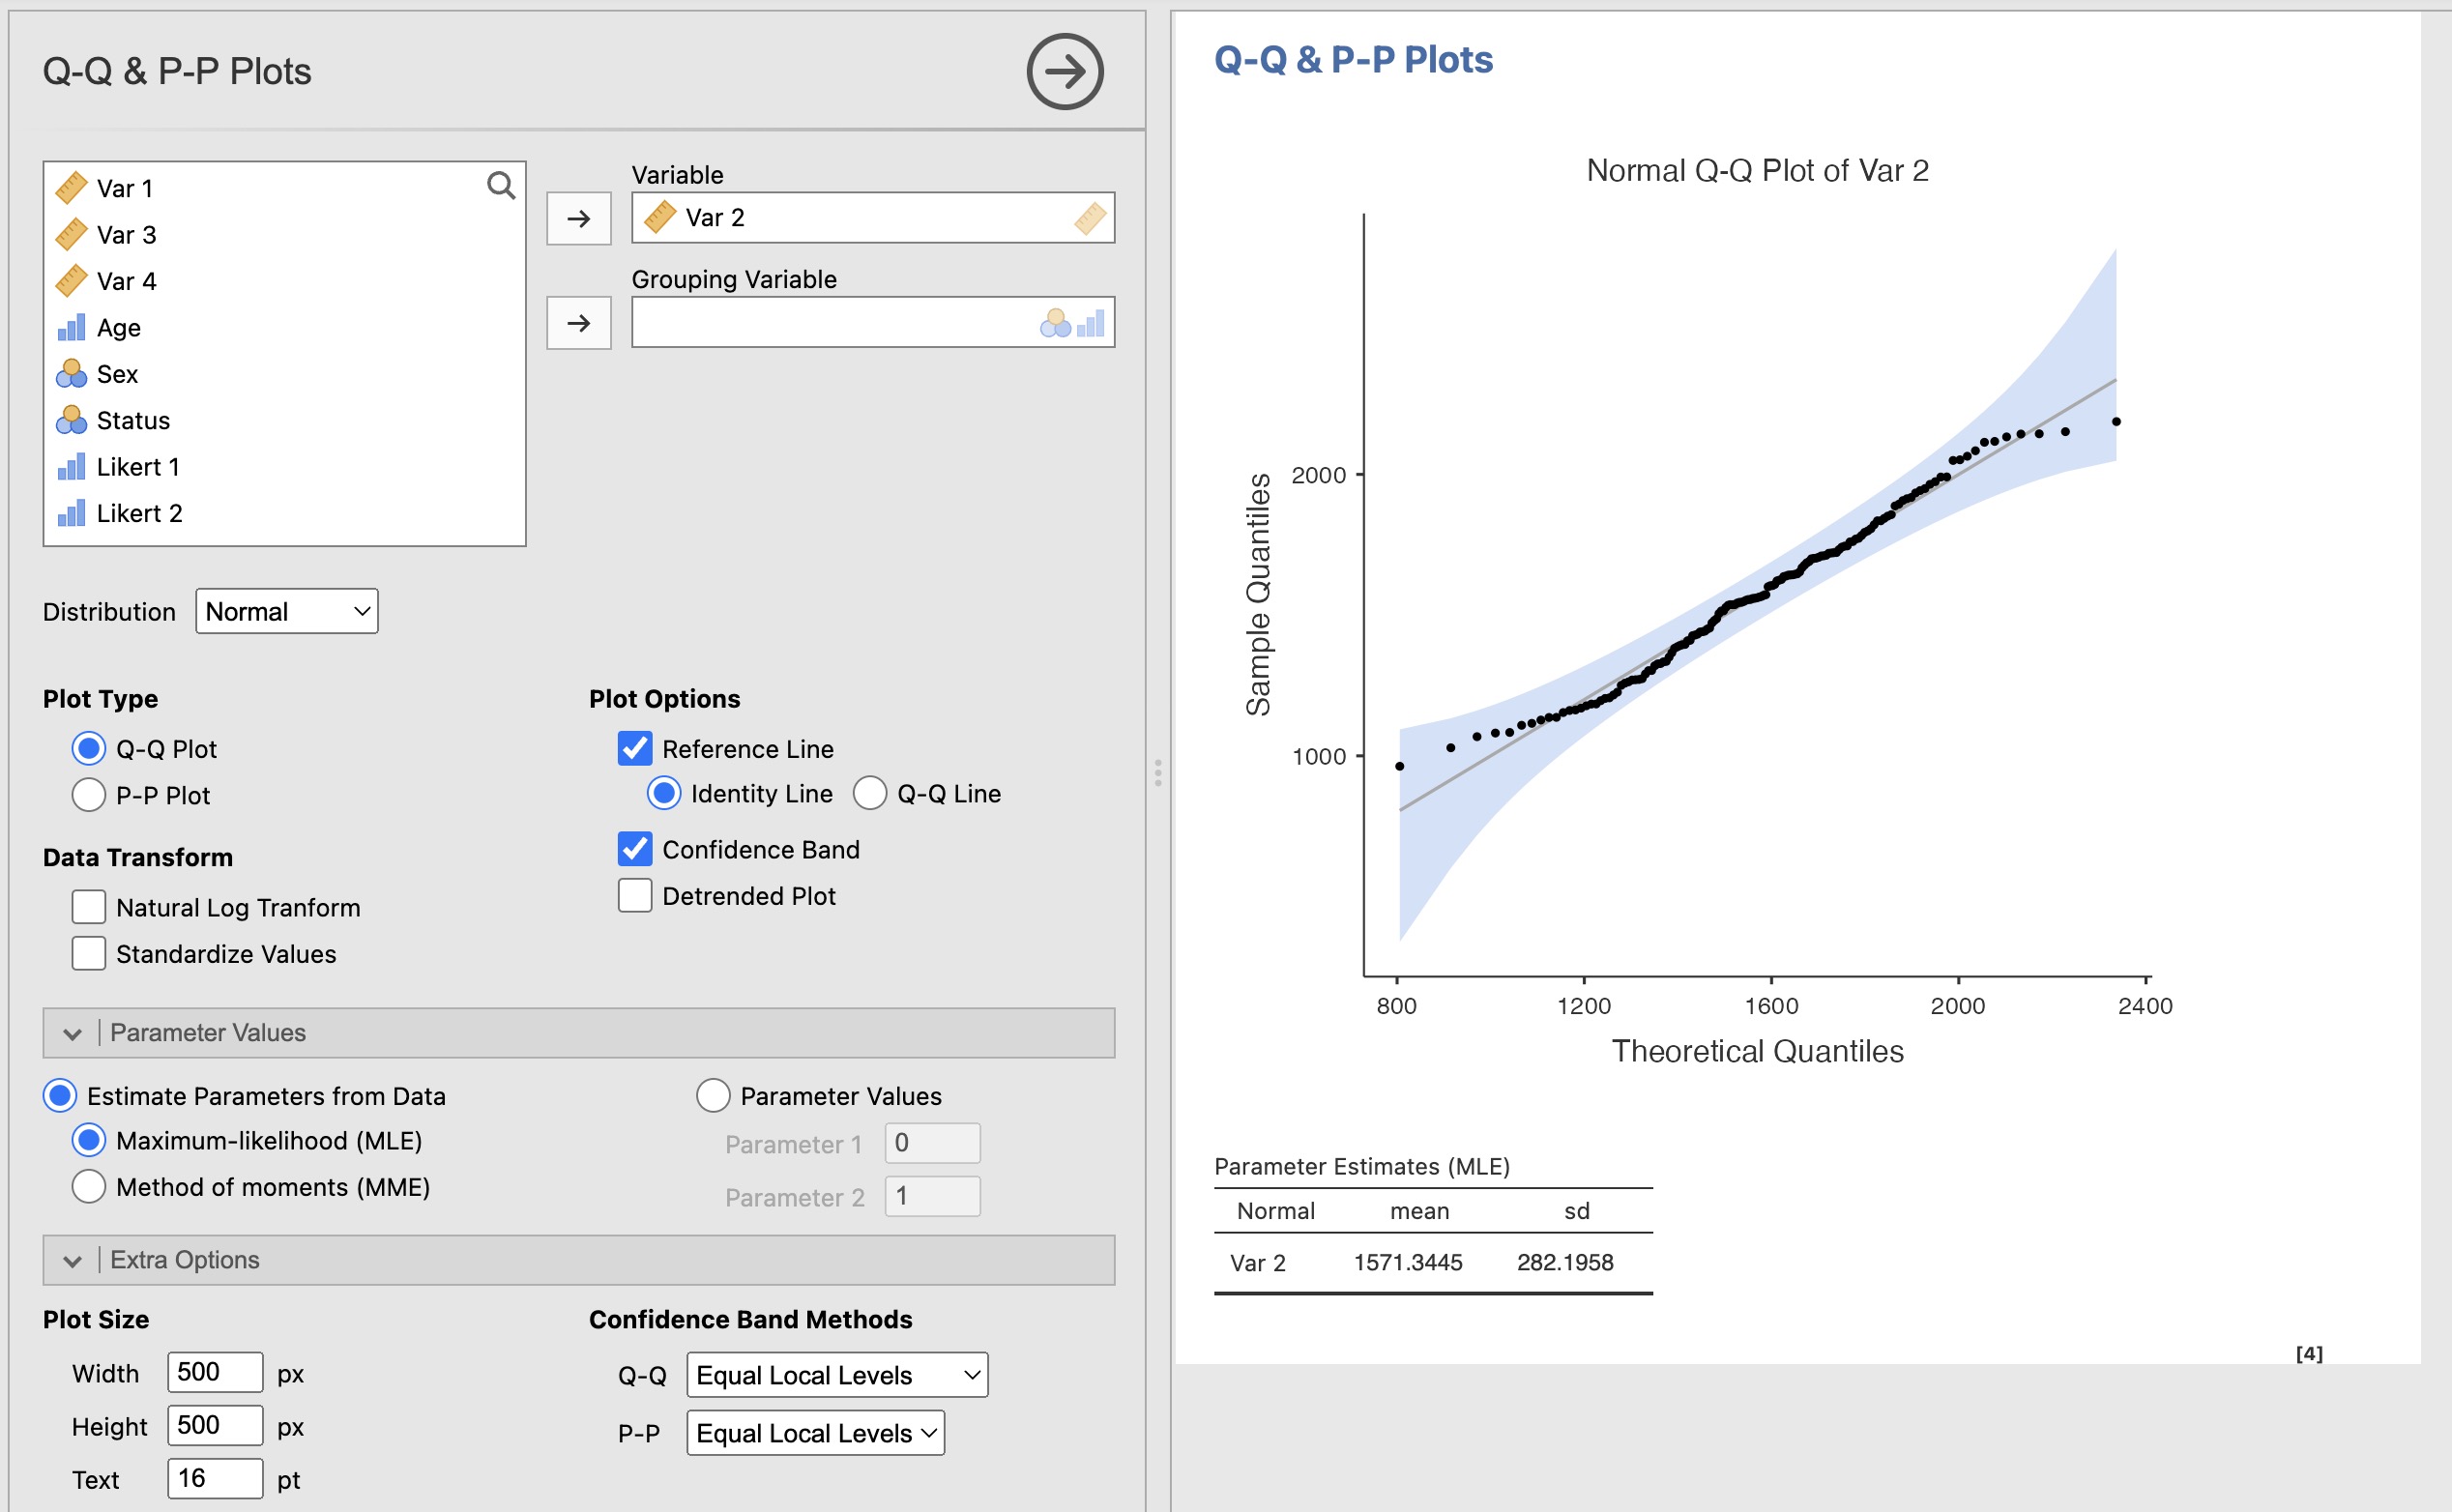 Q-Q & P-P Plots
Var 1
Var 3
Var 4
Age
Sex
Status
Likert 1
Likert 2
Variable
Var 2
Grouping Variable
Distribution Normal
Plot Type
Q-Q Plot
P-P Plot
Data Transform
Natural Log Tranform
Standardize Values
Plot Options
Reference Line
Identity Line Q-Q Line
Confidence Band
Detrended Plot
Parameter Values
Estimate Parameters from Data
Maximum-likelihood (MLE)
Method of moments (MME)
Parameter Values
Parameter 1 0
Parameter 2 1
Extra Options
Plot Size
Width 500 px
Height 500 px
Text 16 pt
Confidence Band Methods
Q-Q Equal Local Levels
P-P Equal Local Levels
Q-Q & P-P Plots
Normal Q-Q Plot of Var 2
Sample Quantiles
2000
1000
800 1200 1600 2000 2400
Theoretical Quantiles
Parameter Estimates (MLE)
Normal mean sd
Var 2 1571.3445 282.1958
[4]